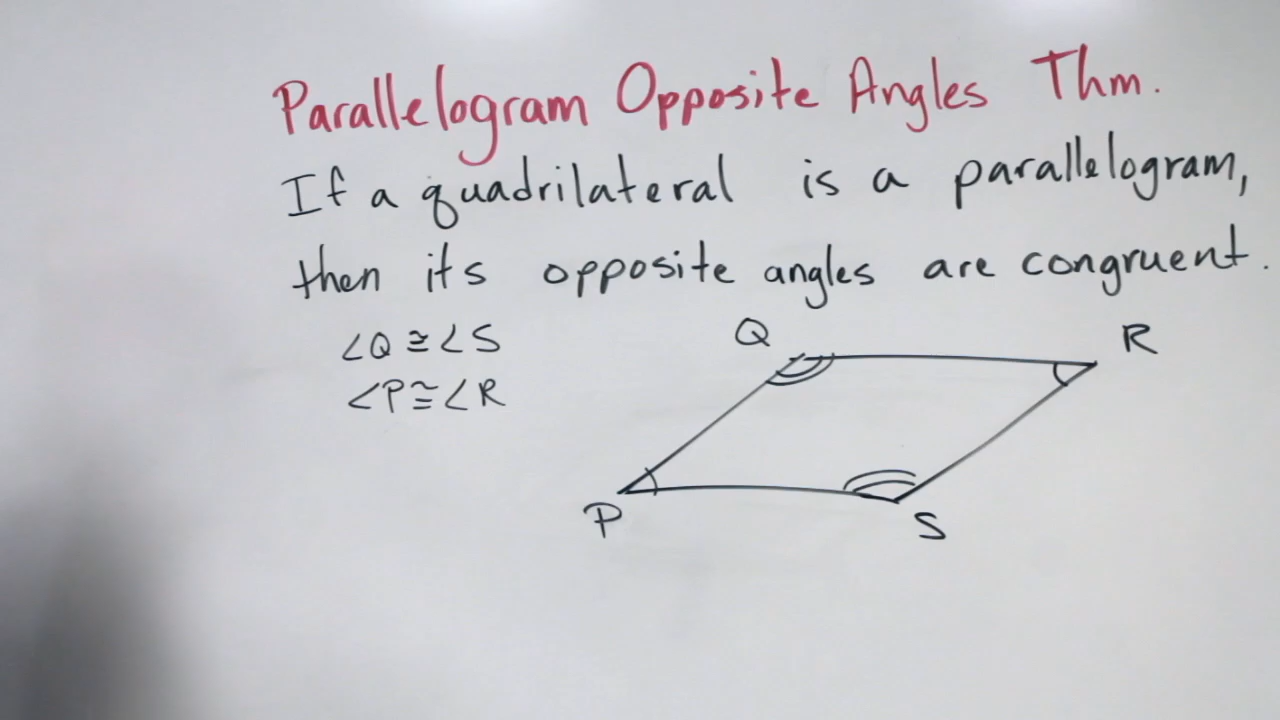 Parallelogram Opposite Angles Thm.
If a quadrilateral is a parallelogram,
then its opposite angles are congruent.
∠Q ≅ ∠S
∠P ≅ ∠R
Q
R
P
S